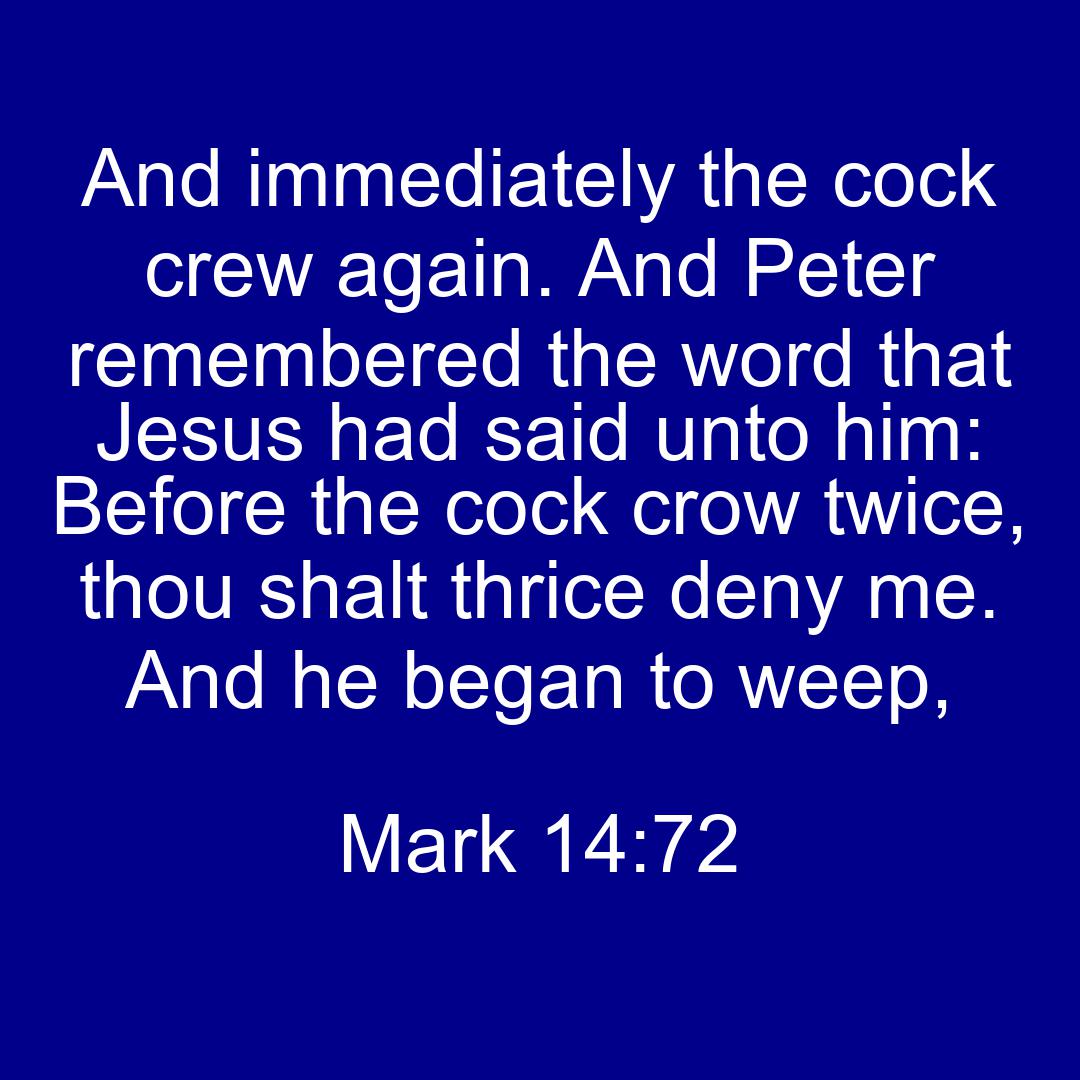 And immediately the cock
crew again. And Peter
remembered the word that
Jesus had said unto him:
Before the cock crow twice,
thou shalt thrice deny me.
And he began to weep,
Mark 14:72